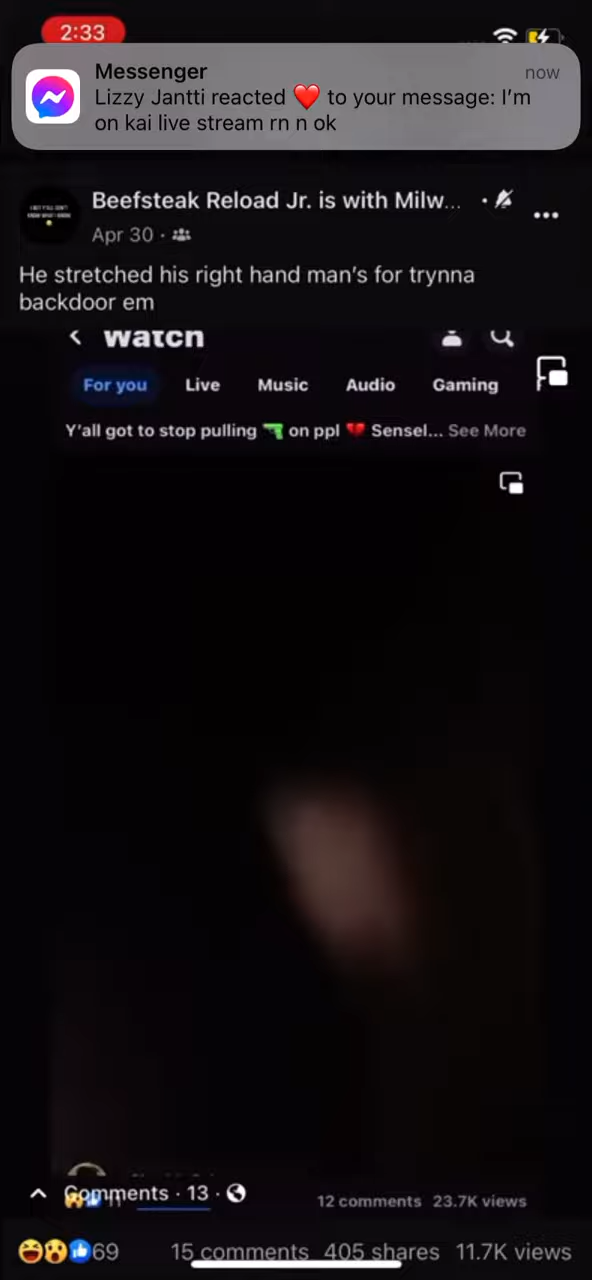 2:33
Messenger
now
Lizzy Jantti reacted ❤️ to your message: I'm
on kai live stream rn n ok
Beefsteak Reload Jr. is with Milw...
Apr 30
He stretched his right hand man's for trynna
backdoor em
Watch
For you
Live
Music
Audio
Gaming
Y'all got to stop pulling 🔫 on ppl 💔 Sensel... See More
Comments · 13
12 comments 23.7K views
69
15 comments 405 shares 11.7K views